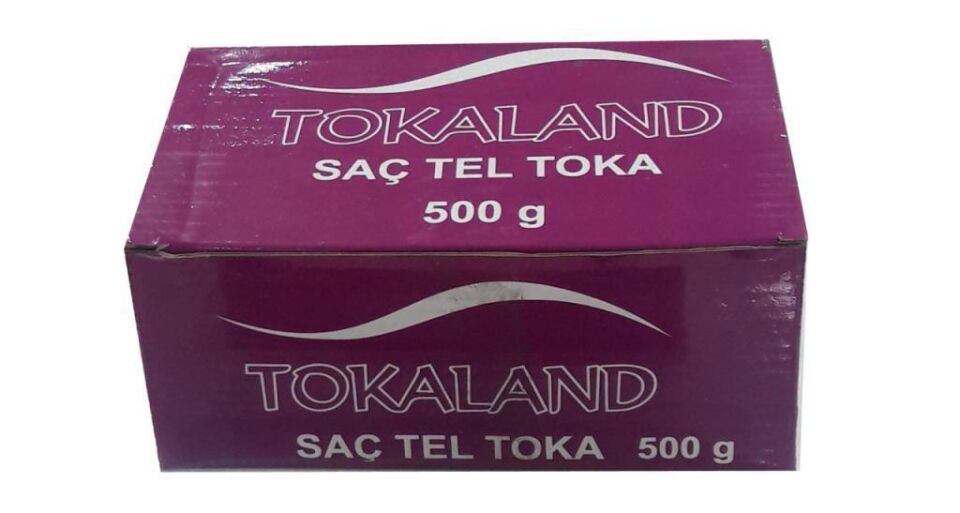 TOKALAND
SAÇ TEL TOKA
500 g
TOKALAND
SAÇ TEL TOKA 500 g